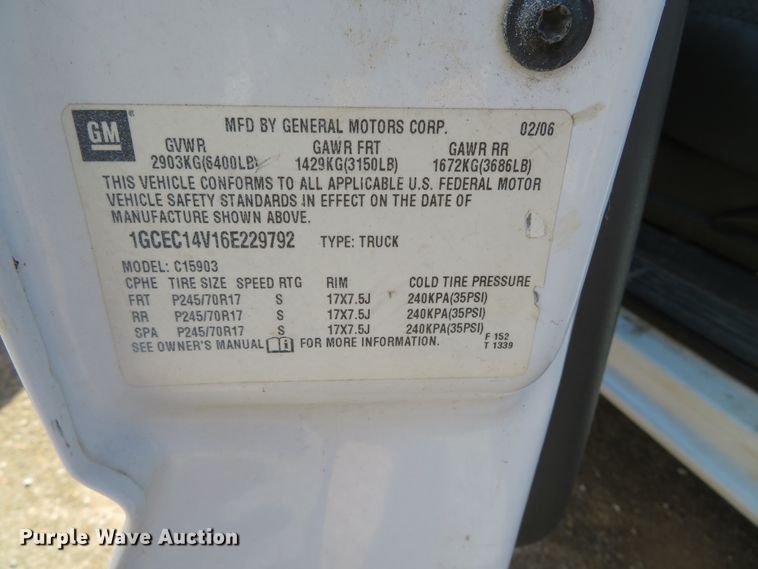 GM
MFD BY GENERAL MOTORS CORP. 02/06
GVWR GAWR FRT GAWR RR
2903KG(6400LB) 1429KG(3150LB) 1672KG(3686LB)
THIS VEHICLE CONFORMS TO ALL APPLICABLE U.S. FEDERAL MOTOR
VEHICLE SAFETY STANDARDS IN EFFECT ON THE DATE OF
MANUFACTURE SHOWN ABOVE.
1GCEC14V16E229792 TYPE: TRUCK
MODEL: C15903
CPHE TIRE SIZE SPEED RTG RIM COLD TIRE PRESSURE
FRT P245/70R17 S 17X7.5J 240KPA(35PSI)
RR P245/70R17 S 17X7.5J 240KPA(35PSI)
SPA P245/70R17 S 17X7.5J 240KPA(35PSI)
SEE OWNER'S MANUAL FOR MORE INFORMATION.
F 152
T 1339
Purple Wave Auction